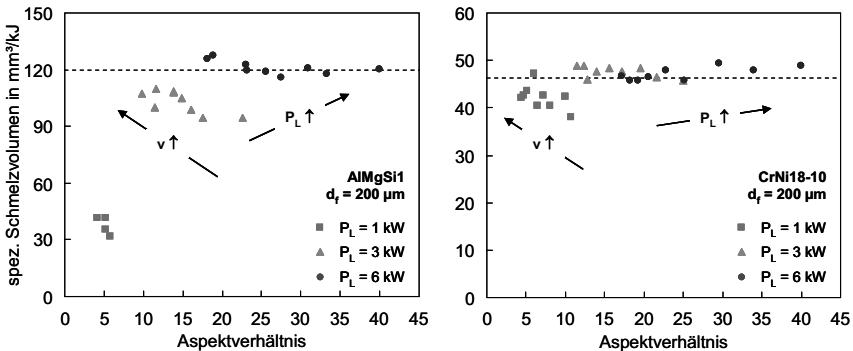 spez. Schmelzvolumen in mm³/kJ
150
120
90
60
30
0
v ↑
P_L ↑
AlMgSi1
d_f = 200 µm
P_L = 1 kW
P_L = 3 kW
P_L = 6 kW
0 5 10 15 20 25 30 35 40 45
Aspektverhältnis
60
50
40
30
20
10
0
v ↑
P_L ↑
CrNi18-10
d_f = 200 µm
P_L = 1 kW
P_L = 3 kW
P_L = 6 kW
0 5 10 15 20 25 30 35 40 45
Aspektverhältnis